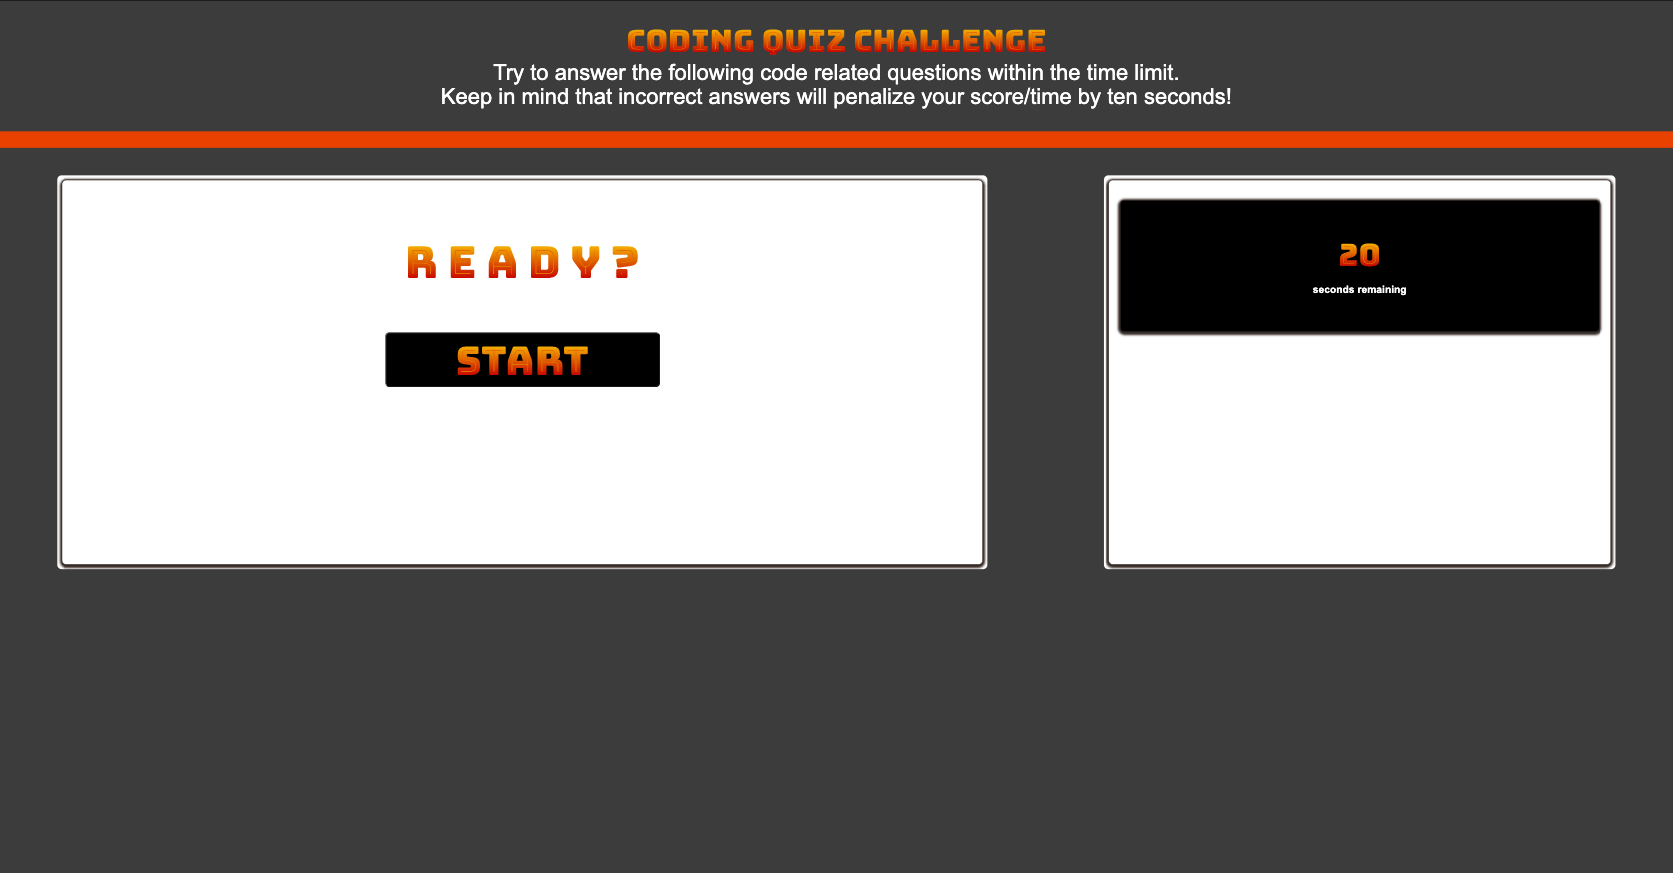 CODING QUIZ CHALLENGE
Try to answer the following code related questions within the time limit.
Keep in mind that incorrect answers will penalize your score/time by ten seconds!
READY?
START
20
seconds remaining